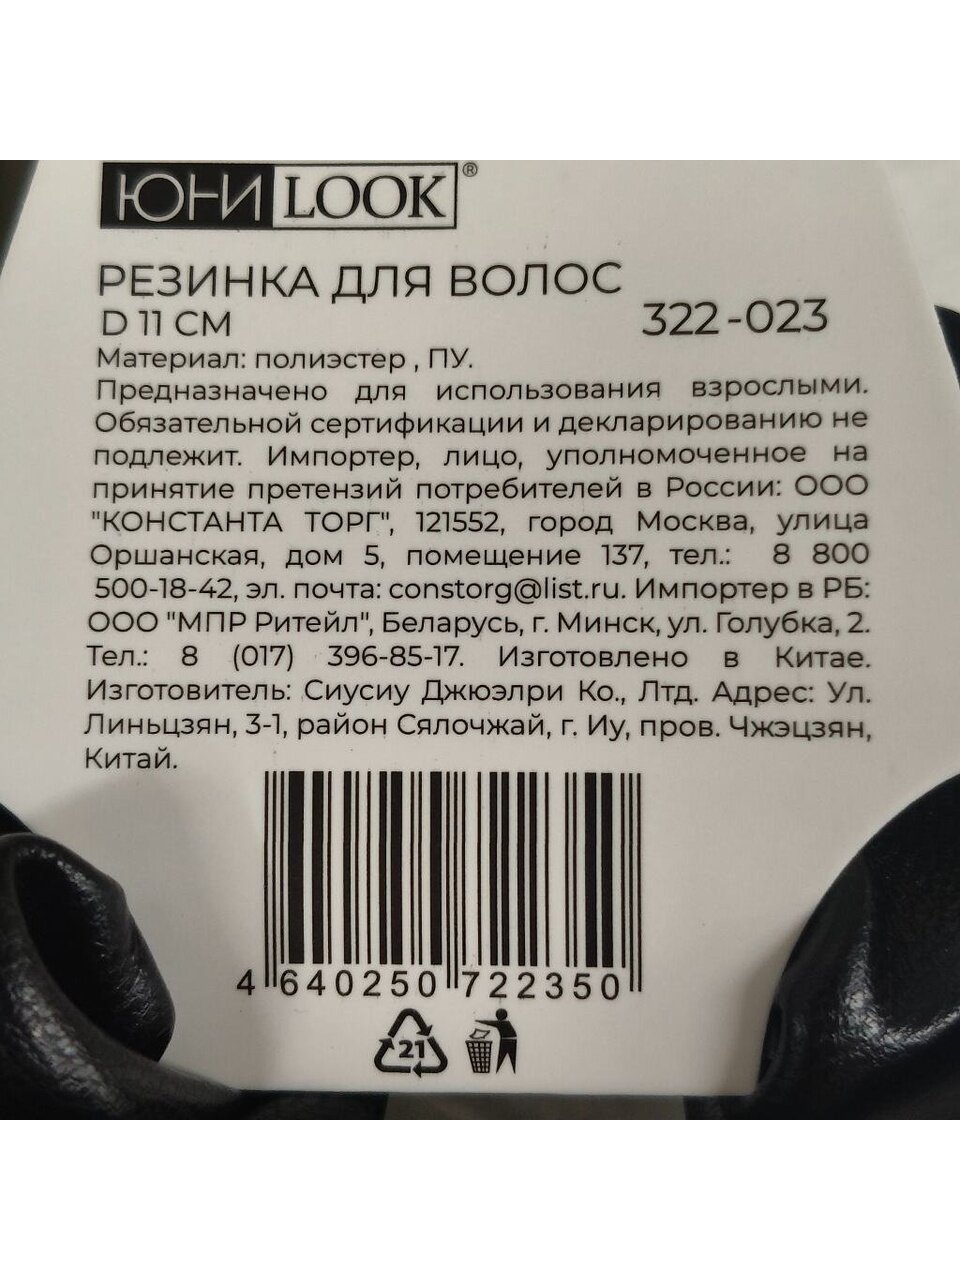 ЮНИLOOK®
РЕЗИНКА ДЛЯ ВОЛОС
D 11 СМ
322-023
Материал: полиэстер , ПУ.
Предназначено для использования взрослыми.
Обязательной сертификации и декларированию не
подлежит. Импортер, лицо, уполномоченное на
принятие претензий потребителей в России: ООО
"КОНСТАНТА ТОРГ", 121552, город Москва, улица
Оршанская, дом 5, помещение 137, тел.: 8 800
500-18-42, эл. почта: constorg@list.ru. Импортер в РБ:
ООО "МПР Ритейл", Беларусь, г. Минск, ул. Голубка, 2.
Тел.: 8 (017) 396-85-17. Изготовлено в Китае.
Изготовитель: Сиусиу Джюэлри Ко., Лтд. Адрес: Ул.
Линьцзян, 3-1, район Сялочжай, г. Иу, пров. Чжэцзян,
Китай.
4 640250 722350
21